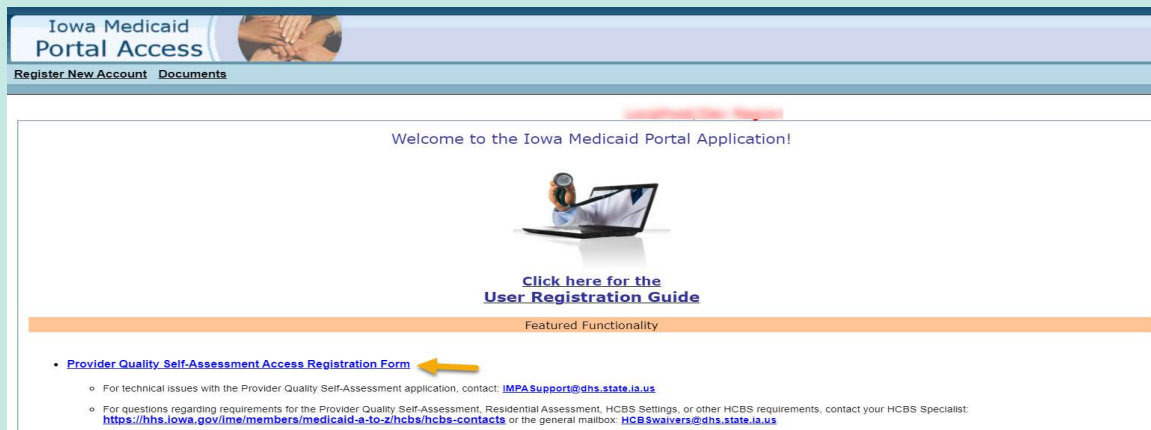 Iowa Medicaid
Portal Access
Register New Account Documents
Welcome to the Iowa Medicaid Portal Application!
Click here for the
User Registration Guide
Featured Functionality
Provider Quality Self-Assessment Access Registration Form
For technical issues with the Provider Quality Self-Assessment application, contact: IMPASupport@dhs.state.ia.us
For questions regarding requirements for the Provider Quality Self-Assessment, Residential Assessment, HCBS Settings, or other HCBS requirements, contact your HCBS Specialist:
https://hhs.iowa.gov/ime/members/medicaid-a-to-z/hcbs/hcbs-contacts or the general mailbox: HCBSwaivers@dhs.state.ia.us